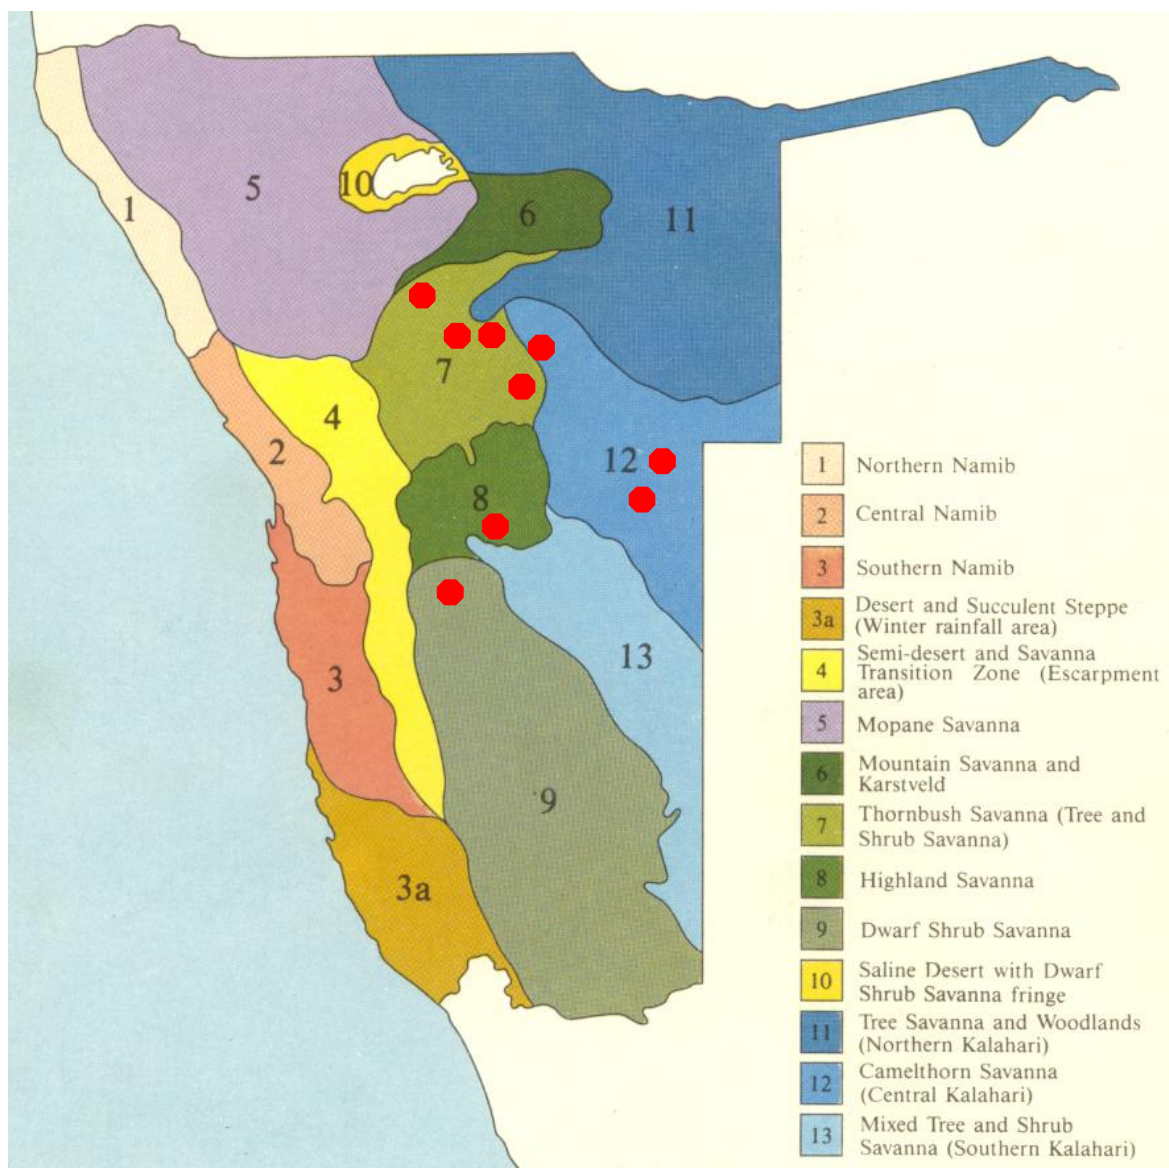 5
10
1
6
11
7
4
2
12
8
3
13
9
3a
1 Northern Namib
2 Central Namib
3 Southern Namib
3a Desert and Succulent Steppe
(Winter rainfall area)
4 Semi-desert and Savanna
Transition Zone (Escarpment
area)
5 Mopane Savanna
6 Mountain Savanna and
Karstveld
7 Thornbush Savanna (Tree and
Shrub Savanna)
8 Highland Savanna
9 Dwarf Shrub Savanna
10 Saline Desert with Dwarf
Shrub Savanna fringe
11 Tree Savanna and Woodlands
(Northern Kalahari)
12 Camelthorn Savanna
(Central Kalahari)
13 Mixed Tree and Shrub
Savanna (Southern Kalahari)